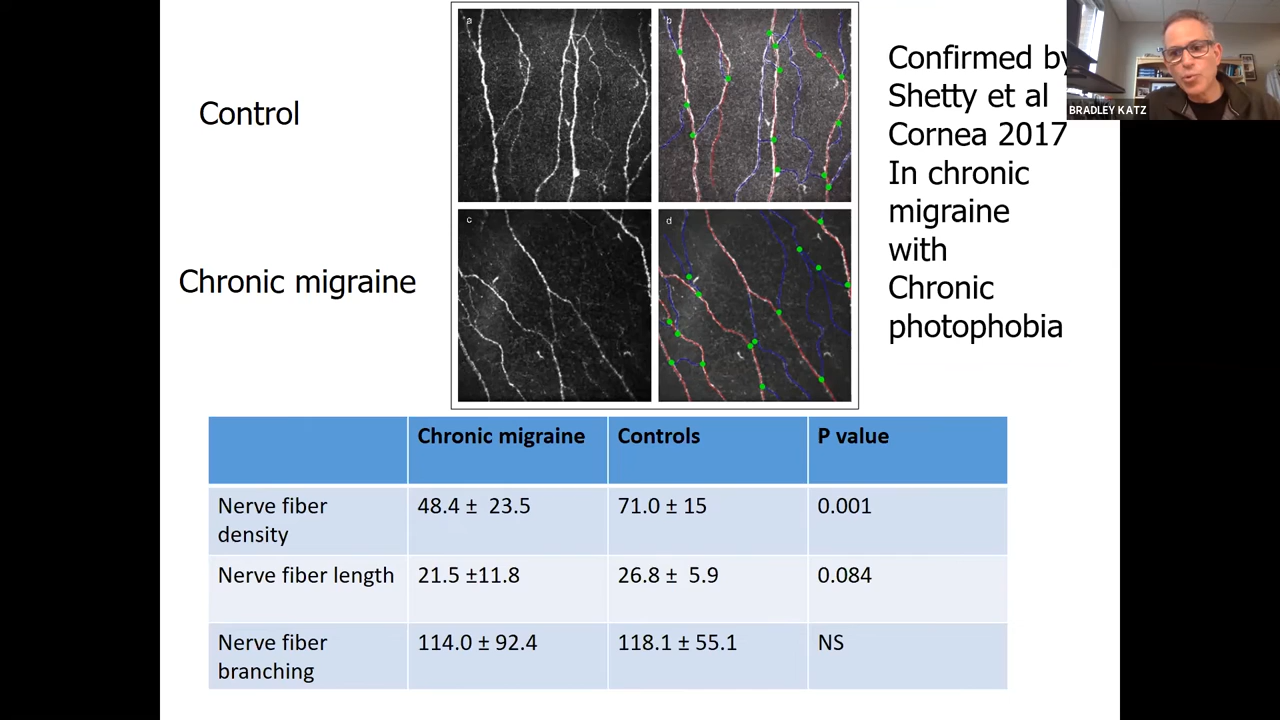 a
b
Control
c
d
Chronic migraine
Confirmed by
Shetty et al
Cornea 2017
In chronic
migraine
with
Chronic
photophobia
BRADLEY KATZ
Chronic migraine Controls P value
Nerve fiber density 48.4 ± 23.5 71.0 ± 15 0.001
Nerve fiber length 21.5 ±11.8 26.8 ± 5.9 0.084
Nerve fiber branching 114.0 ± 92.4 118.1 ± 55.1 NS